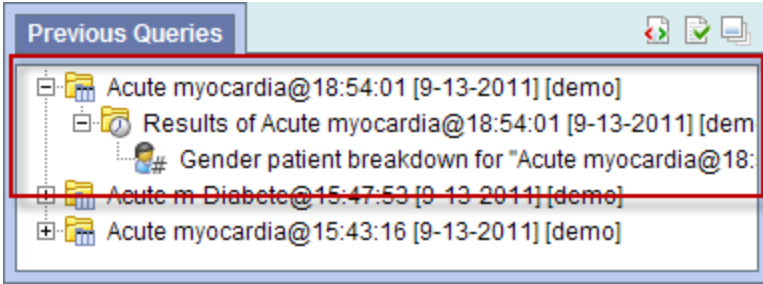 Previous Queries
Acute myocardia@18:54:01 [9-13-2011] [demo]
Results of Acute myocardia@18:54:01 [9-13-2011] [dem
Gender patient breakdown for "Acute myocardia@18:
Acute m-Diabete@15:47:53 [9-13-2011] [demo]
Acute myocardia@15:43:16 [9-13-2011] [demo]